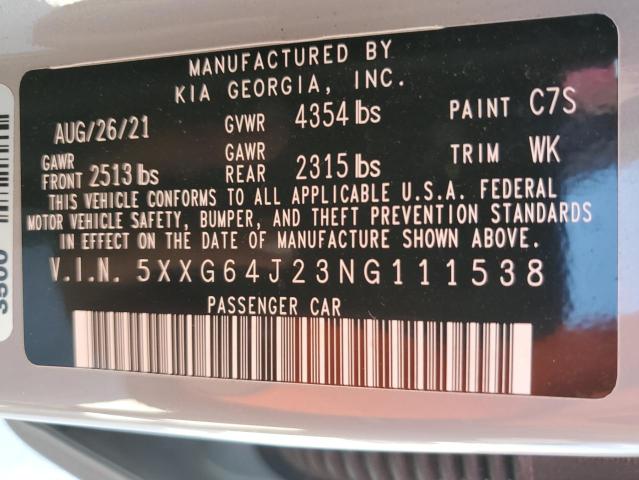 MANUFACTURED BY
KIA GEORGIA, INC.
AUG/26/21 GVWR 4354 lbs PAINT C7S
GAWR FRONT 2513 lbs GAWR REAR 2315 lbs TRIM WK
THIS VEHICLE CONFORMS TO ALL APPLICABLE U.S.A. FEDERAL
MOTOR VEHICLE SAFETY, BUMPER, AND THEFT PREVENTION STANDARDS
IN EFFECT ON THE DATE OF MANUFACTURE SHOWN ABOVE.
V.I.N. 5XXG64J23NG111538
PASSENGER CAR